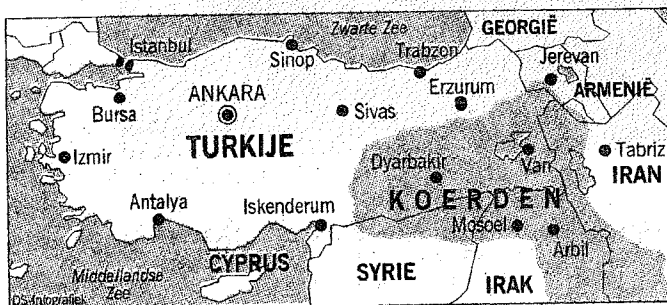 Zwarte Zee
GEORGIË
Istanbul
Sinop
Trabzon
Jerevan
ARMENIË
Erzurum
ANKARA
Bursa
Sivas
TURKIJE
Izmir
Dyarbakir
Van
Tabriz
IRAN
KOERDEN
Antalya
Iskenderum
Mosoel
Arbil
CYPRUS
SYRIE
IRAK
Middellandse
Zee
DS-Infografiek